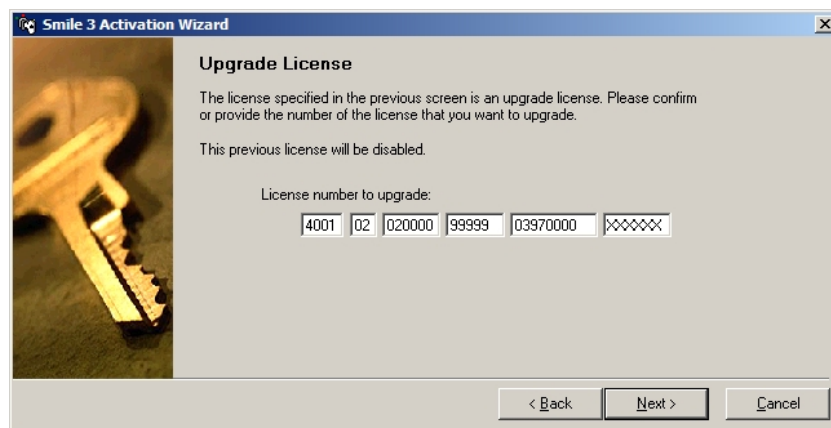 Smile 3 Activation Wizard
Upgrade License
The license specified in the previous screen is an upgrade license. Please confirm
or provide the number of the license that you want to upgrade.
This previous license will be disabled.
License number to upgrade:
4001 02 020000 99999 03970000 XXXXXX
< Back Next > Cancel